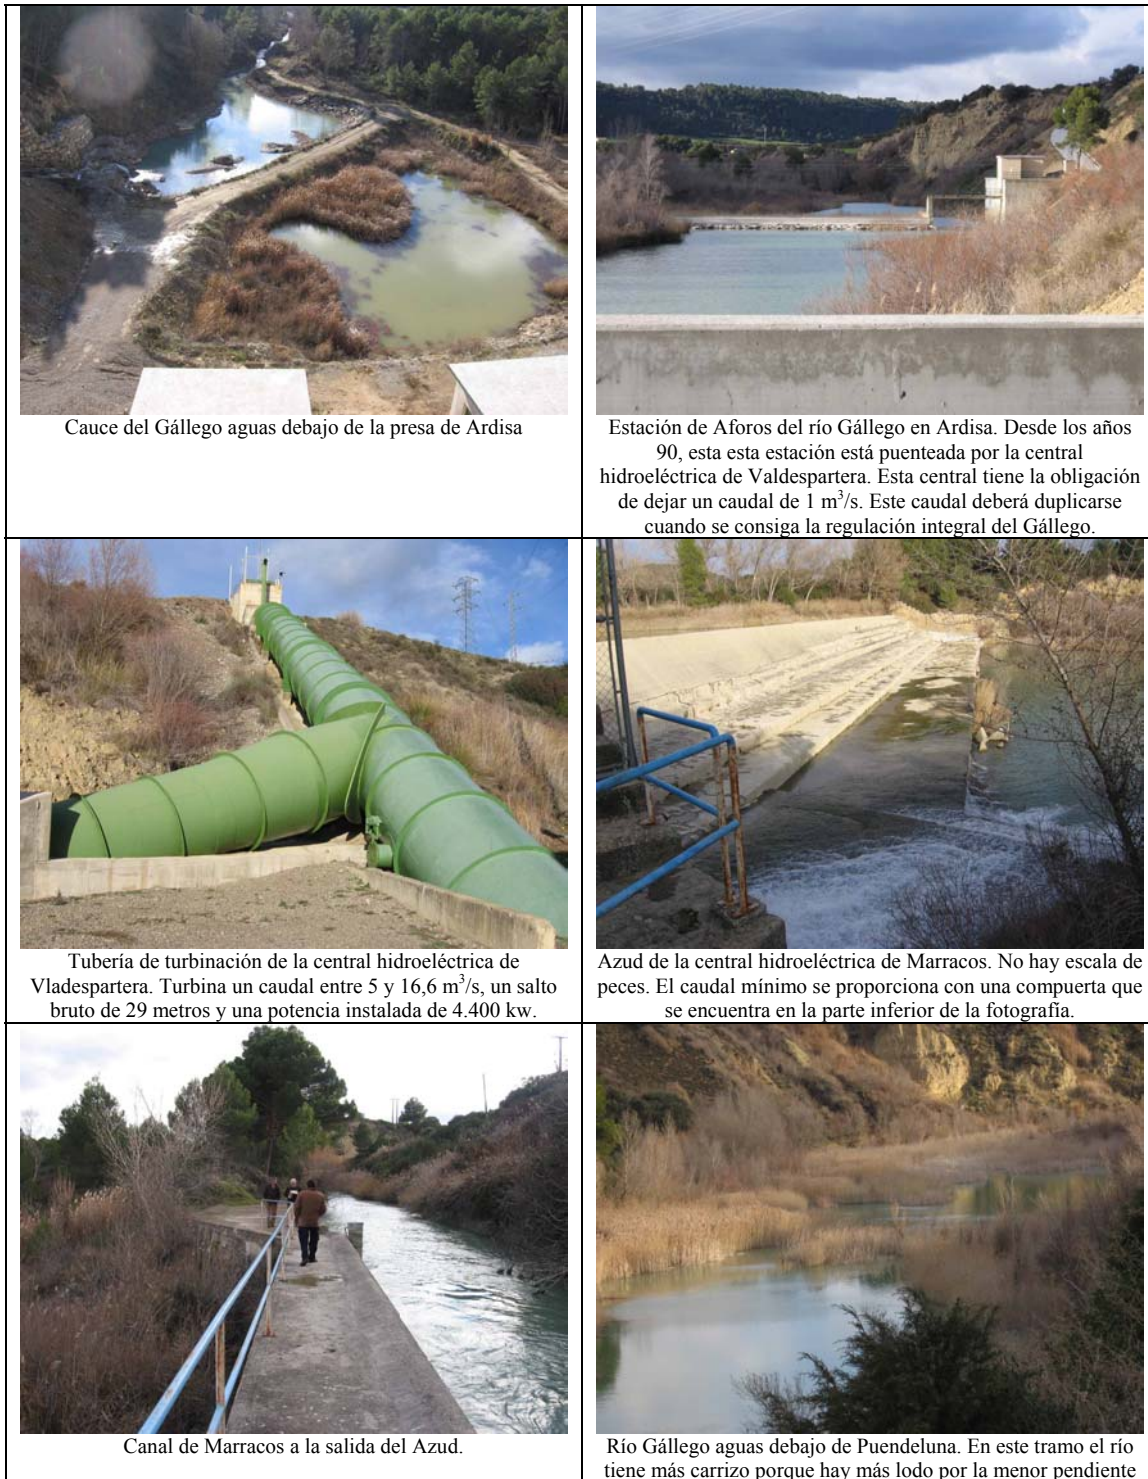 Cauce del Gállego aguas debajo de la presa de Ardisa
Estación de Aforos del río Gállego en Ardisa. Desde los años
90, esta esta estación está puenteada por la central
hidroeléctrica de Valdespartera. Esta central tiene la obligación
de dejar un caudal de 1 m³/s. Este caudal deberá duplicarse
cuando se consiga la regulación integral del Gállego.
Tubería de turbinación de la central hidroeléctrica de
Vladespartera. Turbina un caudal entre 5 y 16,6 m³/s, un salto
bruto de 29 metros y una potencia instalada de 4.400 kw.
Azud de la central hidroeléctrica de Marracos. No hay escala de
peces. El caudal mínimo se proporciona con una compuerta que
se encuentra en la parte inferior de la fotografía.
Canal de Marracos a la salida del Azud.
Río Gállego aguas debajo de Puendeluna. En este tramo el río
tiene más carrizo porque hay más lodo por la menor pendiente